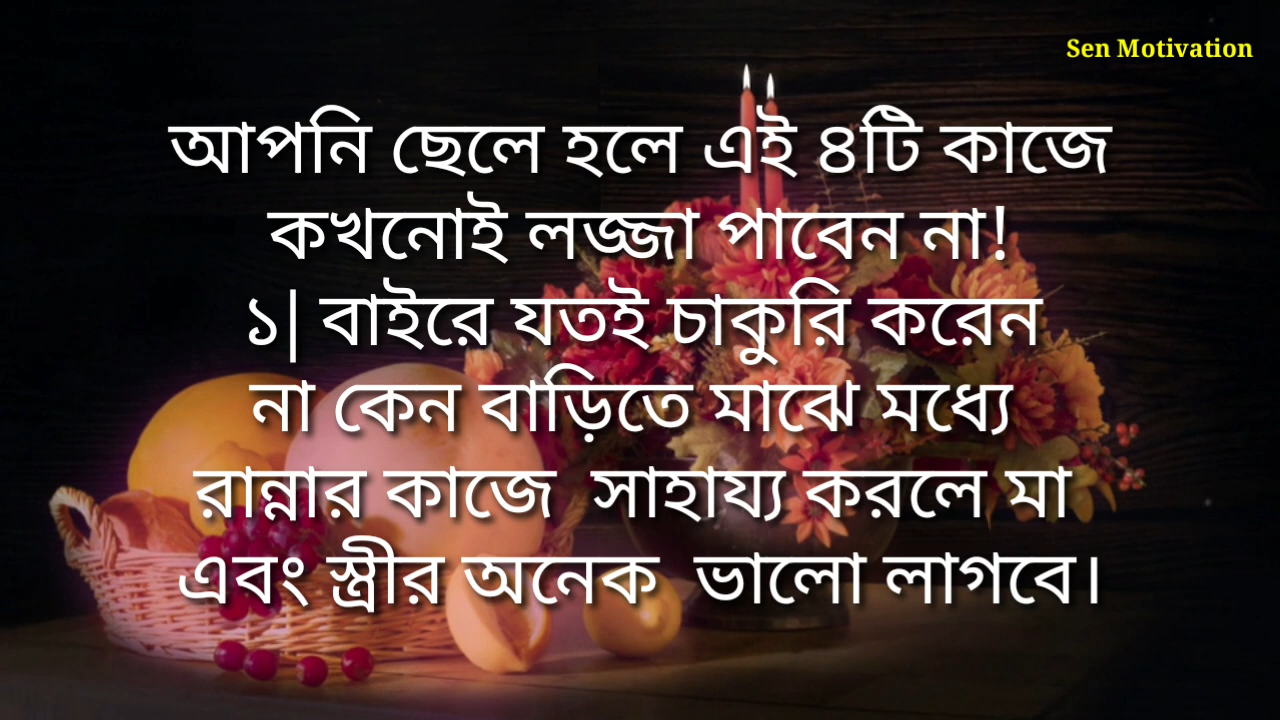 Sen Motivation
আপনি ছেলে হলে এই ৪টি কাজে
কখনোই লজ্জা পাবেন না!
১| বাইরে যতই চাকুরি করেন
না কেন বাড়িতে মাঝে মধ্যে
রান্নার কাজে সাহায্য করলে মা
এবং স্ত্রীর অনেক ভালো লাগবে।